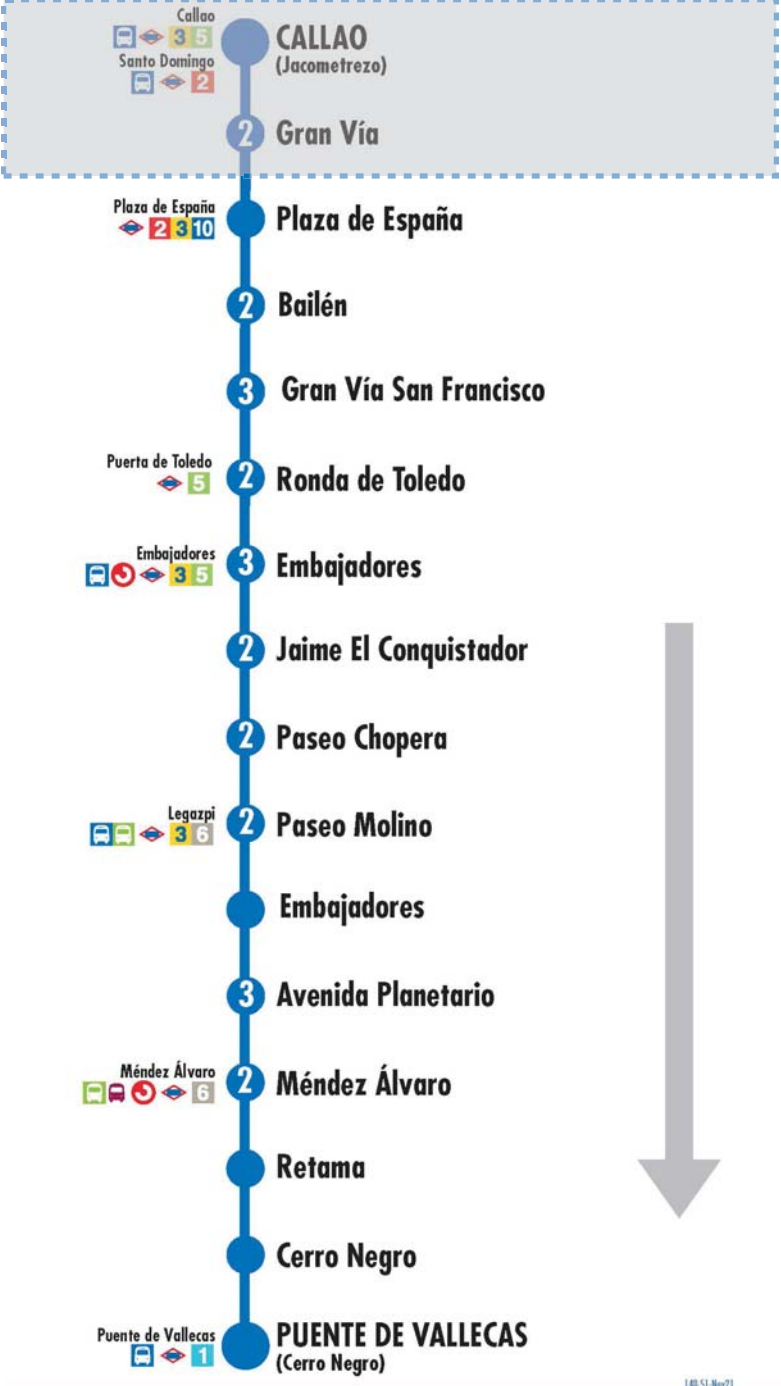 Callao
3 5
CALLAO
(Jacometrezo)
Santo Domingo
2
2 Gran Vía
Plaza de España
2 3 10
Plaza de España
2 Bailén
3 Gran Vía San Francisco
Puerta de Toledo
5
2 Ronda de Toledo
Embajadores
3 5
3 Embajadores
2 Jaime El Conquistador
2 Paseo Chopera
Legazpi
3 6
2 Paseo Molino
Embajadores
3 Avenida Planetario
Méndez Álvaro
6
2 Méndez Álvaro
Retama
Cerro Negro
Puente de Vallecas
1
PUENTE DE VALLECAS
(Cerro Negro)